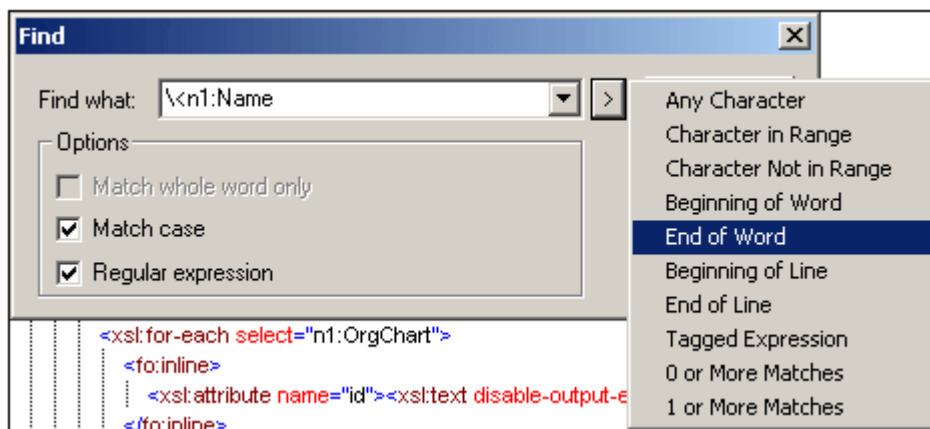 Find
Find what: \<n1:Name >
Options
Match whole word only
Match case
Regular expression
Any Character
Character in Range
Character Not in Range
Beginning of Word
End of Word
Beginning of Line
End of Line
Tagged Expression
0 or More Matches
1 or More Matches
<xsl:for-each select="n1:OrgChart">
<fo:inline>
<xsl:attribute name="id"><xsl:text disable-output-e
</fo:inline>